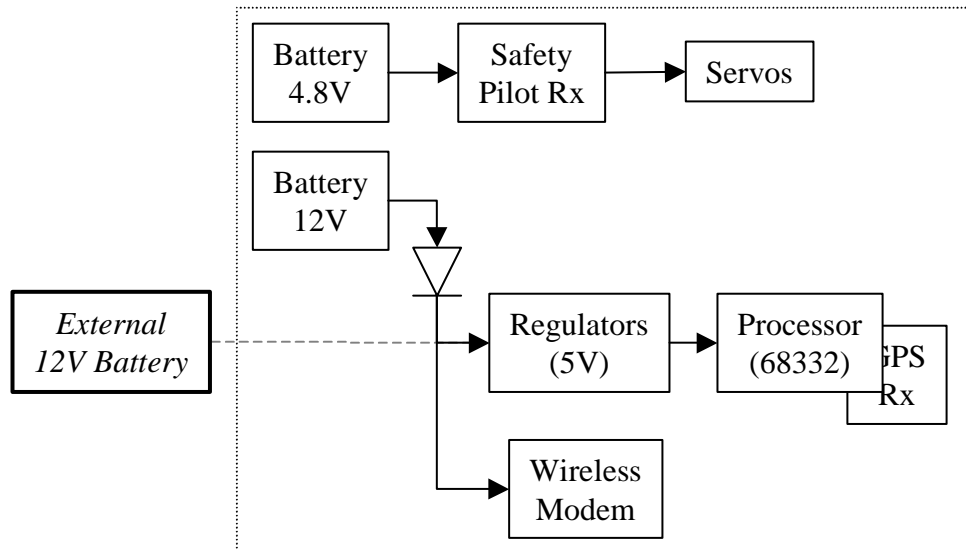 Battery
4.8V
Safety
Pilot Rx
Servos
Battery
12V
External
12V Battery
Regulators
(5V)
Processor
(68332)
GPS
Rx
Wireless
Modem